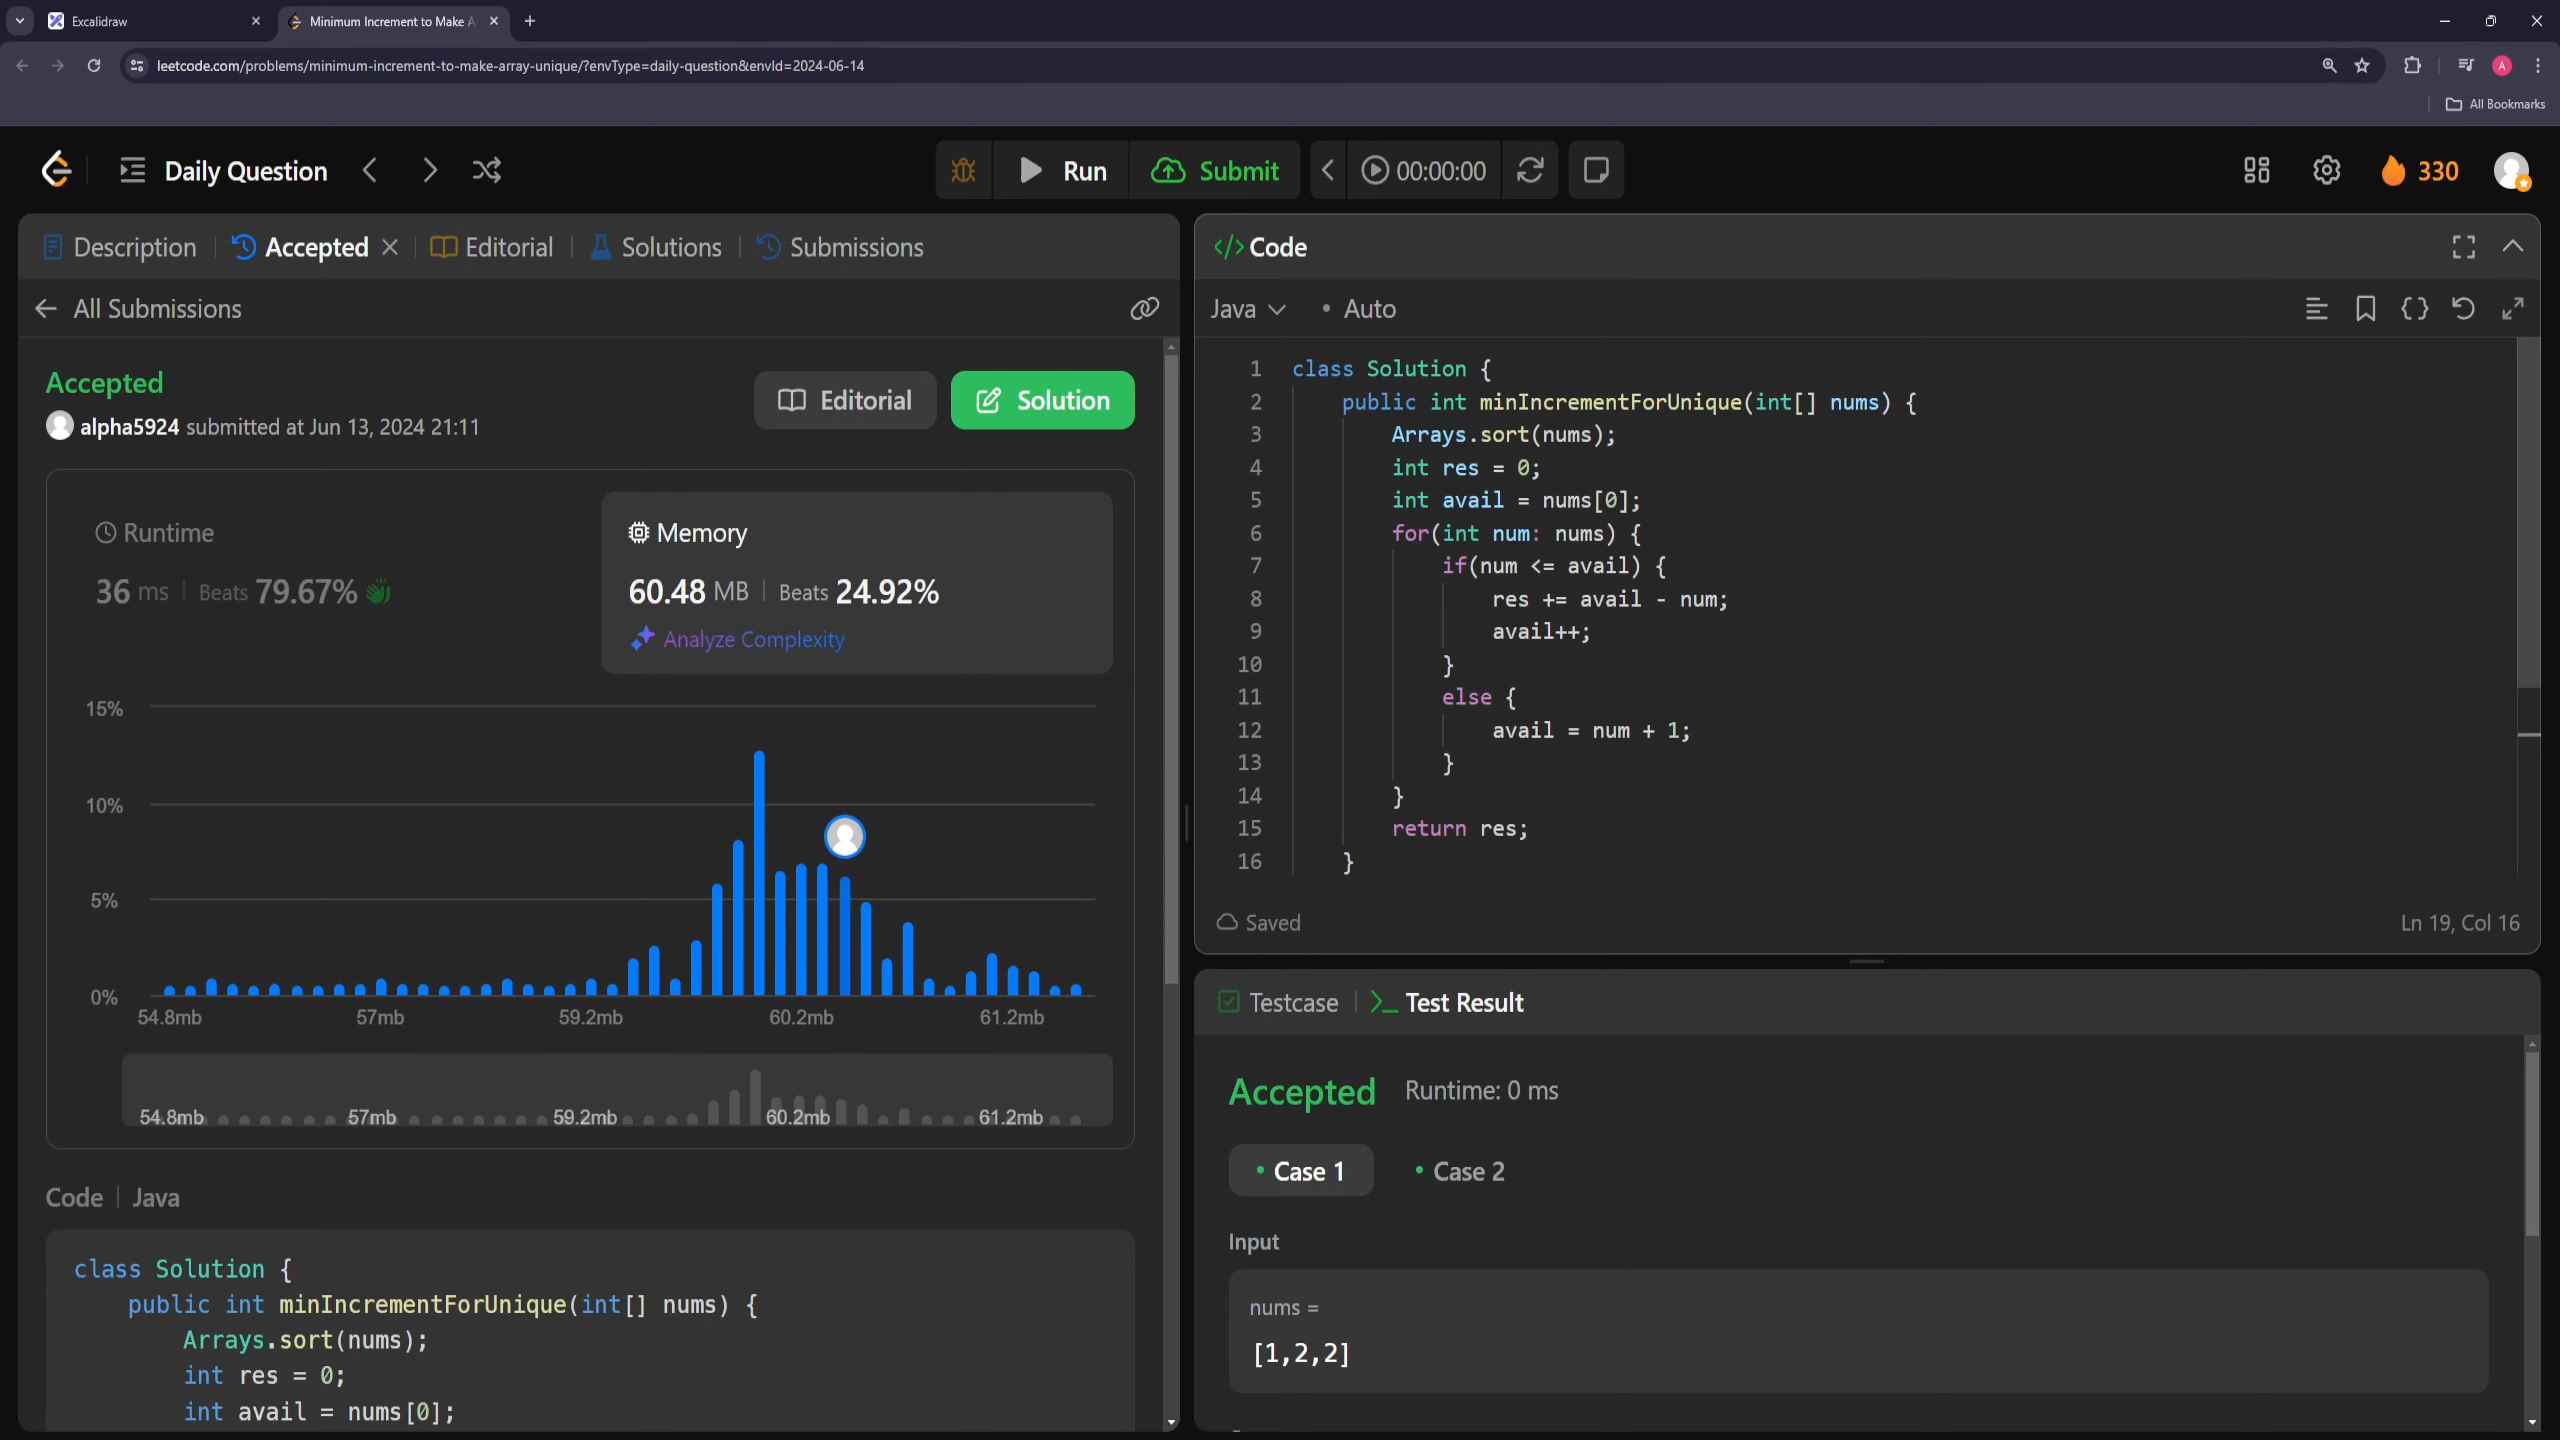 Excalidraw
Minimum Increment to Make A
leetcode.com/problems/minimum-increment-to-make-array-unique/?envType=daily-question&envId=2024-06-14
A
All Bookmarks
Daily Question
Run
Submit
00:00:00
330
Description
Accepted
Editorial
Solutions
Submissions
All Submissions
Accepted
alpha5924 submitted at Jun 13, 2024 21:11
Editorial
Solution
Runtime
36 ms | Beats 79.67%
Memory
60.48 MB | Beats 24.92%
Analyze Complexity
15%
10%
5%
0%
54.8mb 57mb 59.2mb 60.2mb 61.2mb
54.8mb 57mb 59.2mb 60.2mb 61.2mb
Code | Java
class Solution {
public int minIncrementForUnique(int[] nums) {
Arrays.sort(nums);
int res = 0;
int avail = nums[0];
</> Code
Java • Auto
1 class Solution {
2 public int minIncrementForUnique(int[] nums) {
3 Arrays.sort(nums);
4 int res = 0;
5 int avail = nums[0];
6 for(int num: nums) {
7 if(num <= avail) {
8 res += avail - num;
9 avail++;
10 }
11 else {
12 avail = num + 1;
13 }
14 }
15 return res;
16 }
Saved
Ln 19, Col 16
Testcase
Test Result
Accepted Runtime: 0 ms
• Case 1 • Case 2
Input
nums =
[1,2,2]